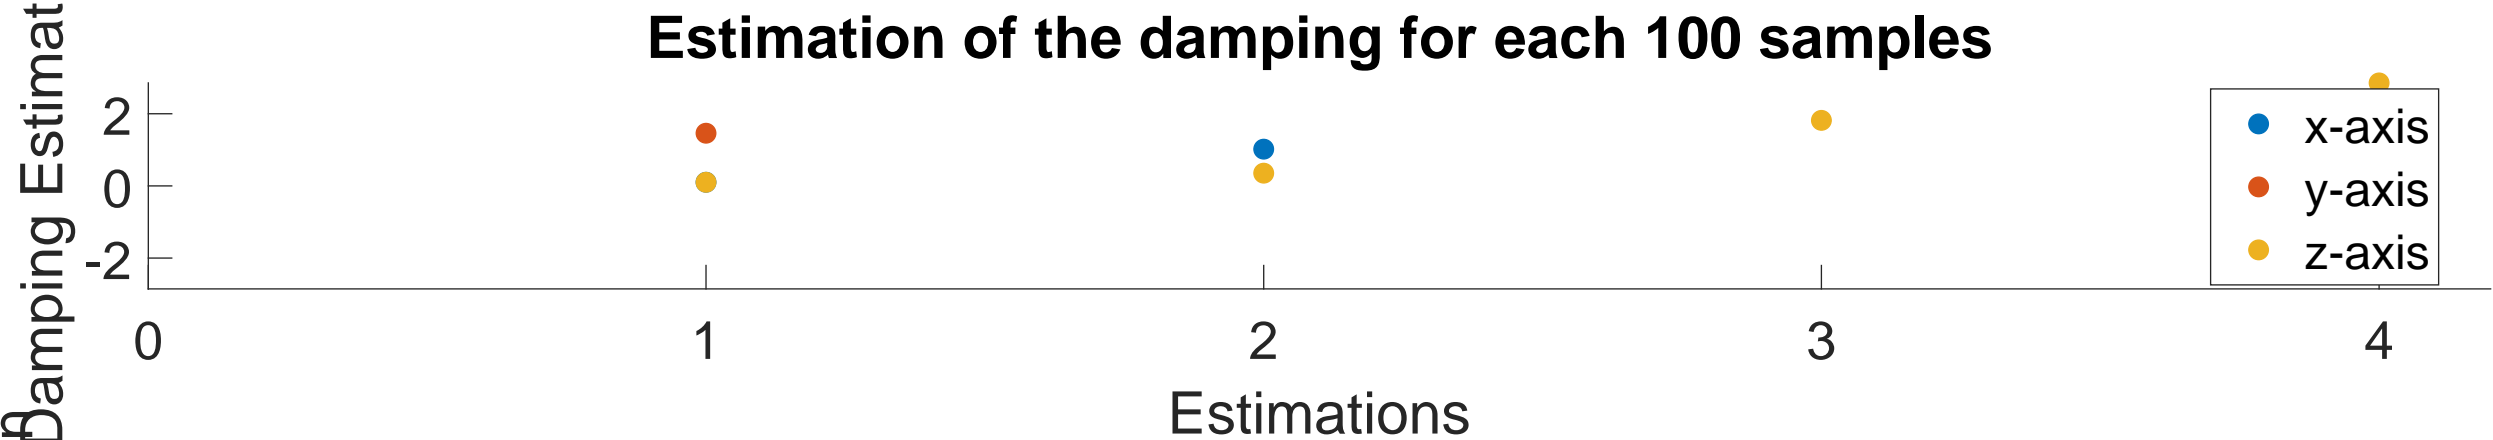 Estimation of the damping for each 100 samples
Damping Estimat
2
0
-2
x-axis
y-axis
z-axis
0 1 2 3 4
Estimations